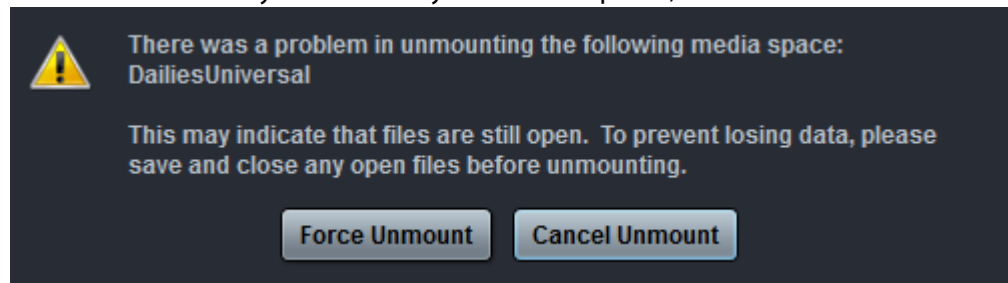 There was a problem in unmounting the following media space:
DailiesUniversal
This may indicate that files are still open.  To prevent losing data, please
save and close any open files before unmounting.
Force Unmount
Cancel Unmount